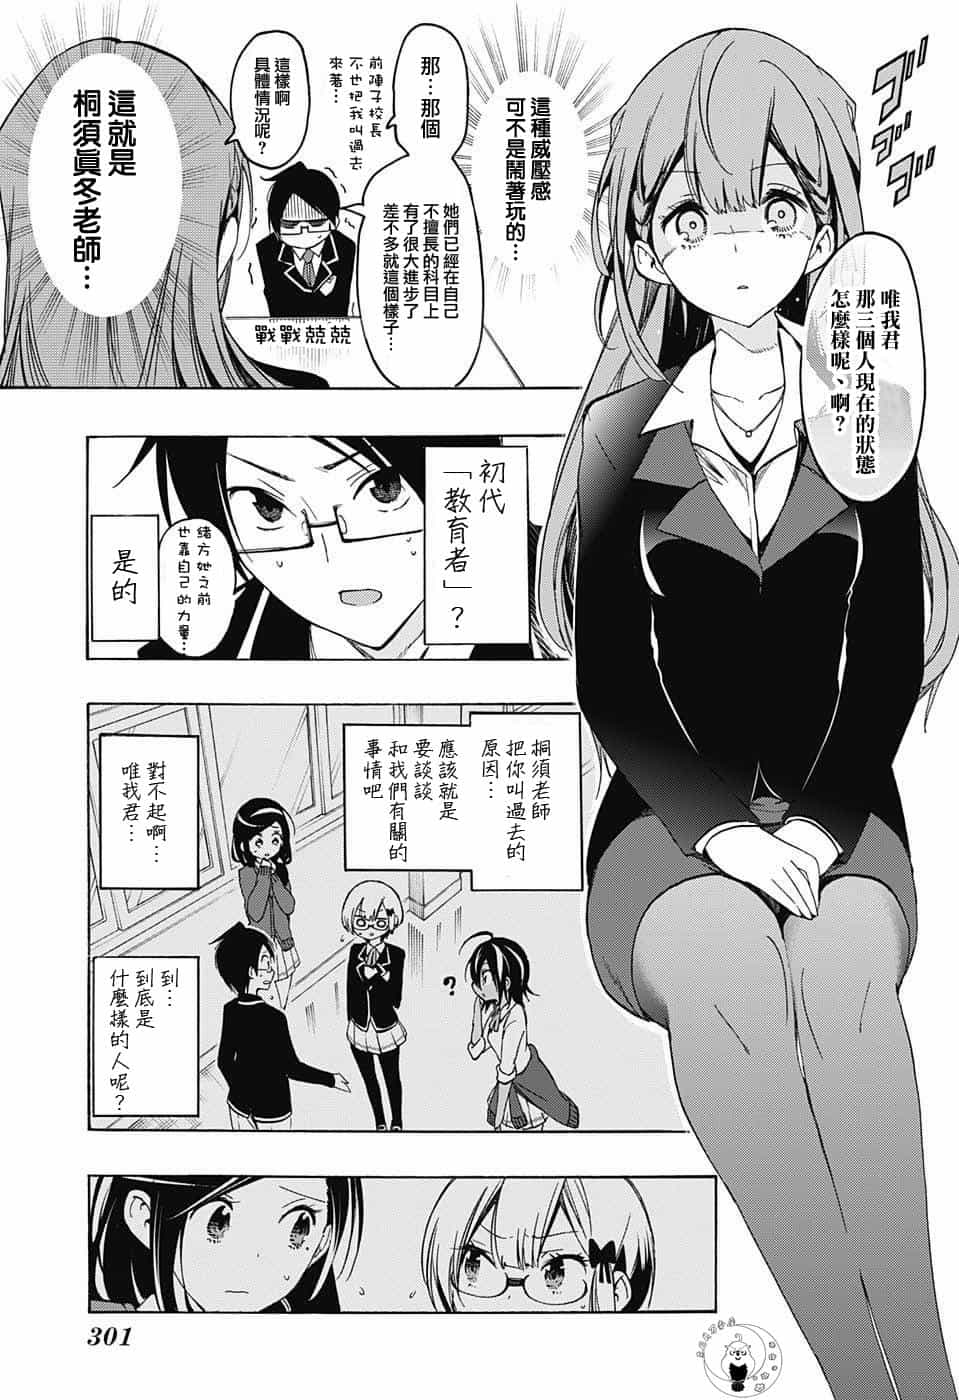 ゴゴゴゴ
唯我君
那三個人現在的狀態
怎麼樣呢、啊？
這種威壓感
可不是鬧著玩的…
那…那個
她們已經在自己
不擅長的科目上
有了很大進步了
差不多就這個樣子…
前陣子校長
不也把我叫過去
來著…
這樣啊
具體情況呢？
戰戰兢兢
這就是
桐須眞冬老師…
初代
「教育者」？
緒方她之前
也靠自己的力量…
是的
桐須老師
把你叫過去的
原因…
應該就是
要談談
和我們有關的
事情吧
對不起啊…
唯我君…
?
到…
到底是
什麼樣的人呢？
301